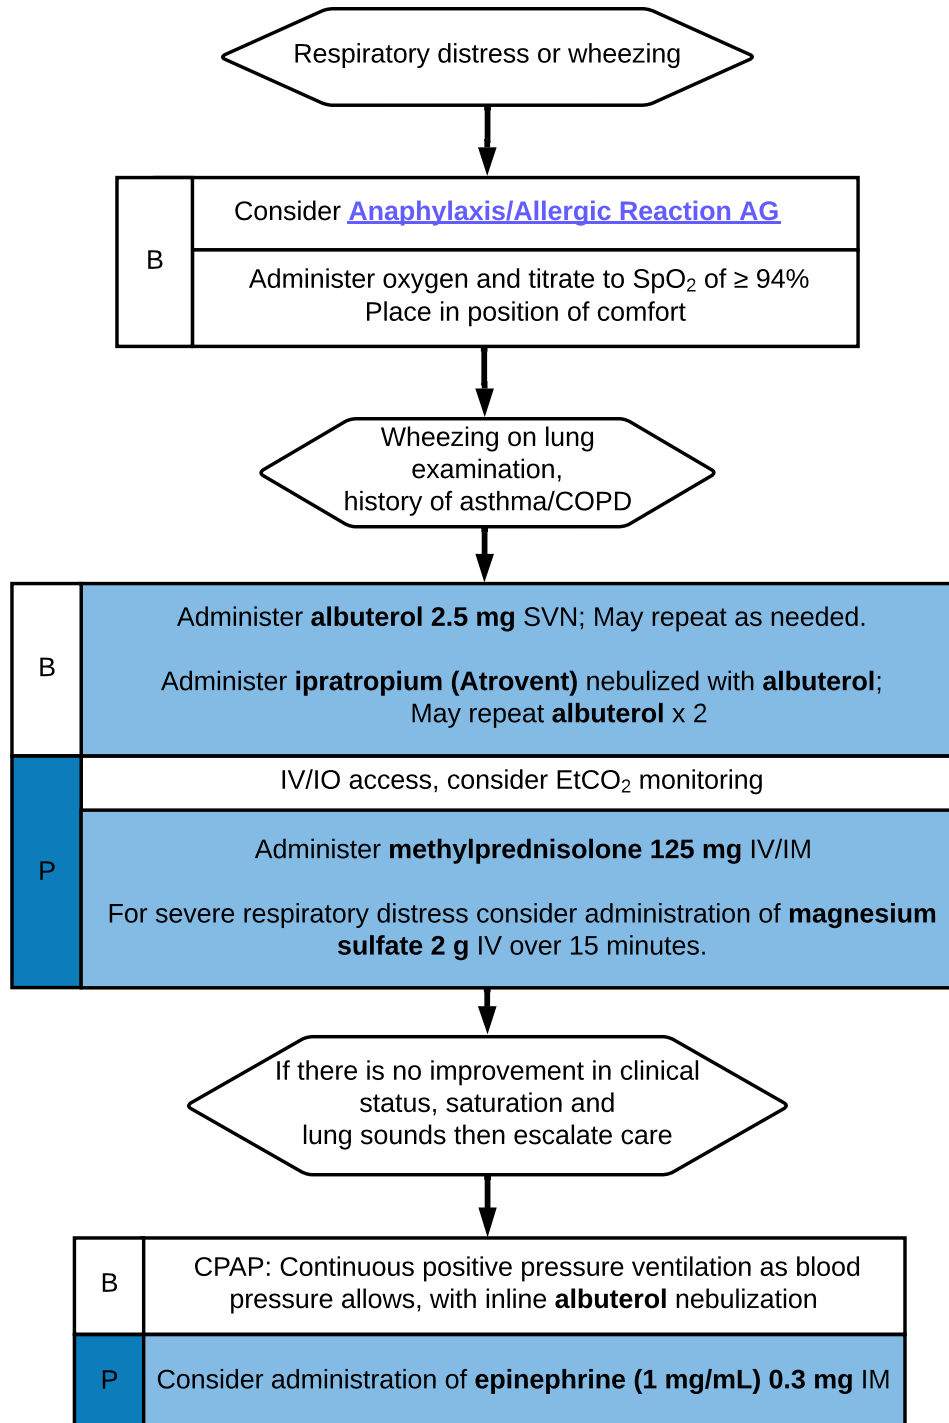 Respiratory distress or wheezing
B
Consider Anaphylaxis/Allergic Reaction AG
Administer oxygen and titrate to SpO₂ of ≥ 94%
Place in position of comfort
Wheezing on lung
examination,
history of asthma/COPD
B
Administer albuterol 2.5 mg SVN; May repeat as needed.
Administer ipratropium (Atrovent) nebulized with albuterol;
May repeat albuterol x 2
P
IV/IO access, consider EtCO₂ monitoring
Administer methylprednisolone 125 mg IV/IM
For severe respiratory distress consider administration of magnesium
sulfate 2 g IV over 15 minutes.
If there is no improvement in clinical
status, saturation and
lung sounds then escalate care
B
CPAP: Continuous positive pressure ventilation as blood
pressure allows, with inline albuterol nebulization
P
Consider administration of epinephrine (1 mg/mL) 0.3 mg IM